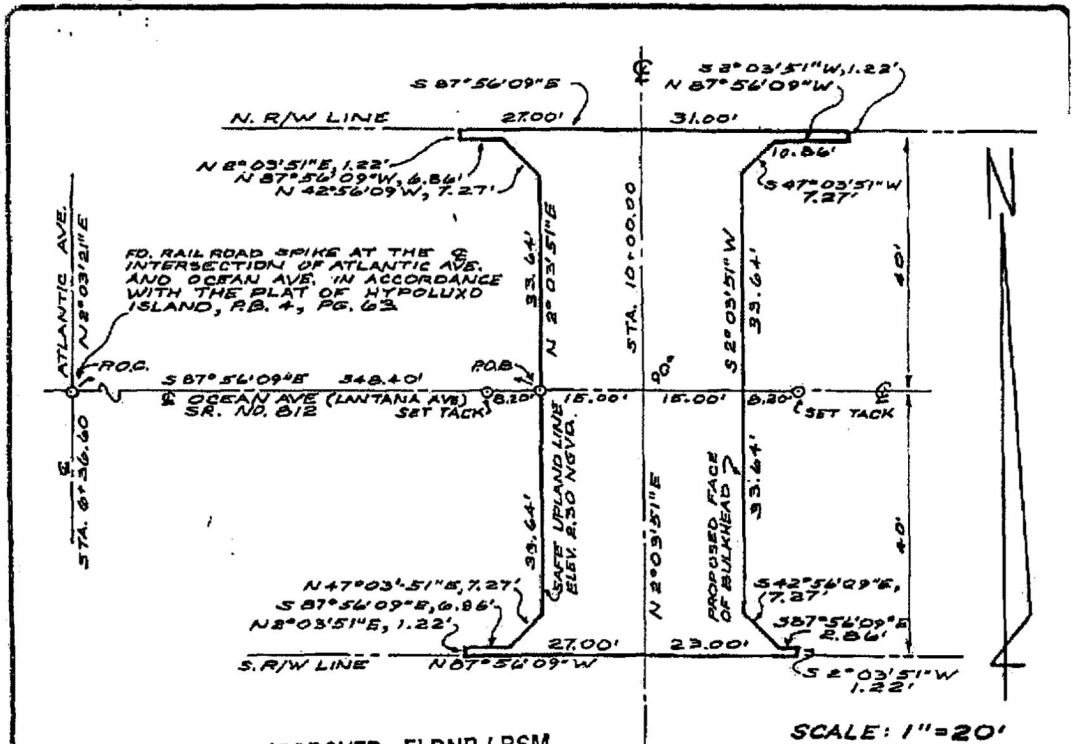 S 87°56'09"E
S 2°03'51"W, 1.22'
N 87°56'09"W
N. R/W LINE
27.00'
31.00'
N 2°03'51"E, 1.22'
N 87°56'09"W, 6.86'
N 42°56'09"W, 7.27'
10.86'
S 47°03'51"W
7.27'
N
ATLANTIC AVE.
N 2°03'21"E
FD. RAILROAD SPIKE AT THE ℄
INTERSECTION OF ATLANTIC AVE.
AND OCEAN AVE. IN ACCORDANCE
WITH THE PLAT OF HYPOLUXO
ISLAND, P.B. 4, PG. 63
33.64'
N 2°03'51"E
STA. 10+00.00
S 2°03'51"W
33.64'
40'
P.O.C.
P.O.B.
90°
S 87°56'09"E 348.40'
℄ OCEAN AVE (LANTANA AVE)
SR. NO. 812
SET TACK
8.20'
15.00'
15.00'
8.20'
SET TACK
℄
STA. 6+36.60
℄
33.64'
SAFE UPLAND LINE
ELEV. 2.30 NGVD.
N 2°03'51"E
PROPOSED FACE
OF BULKHEAD
33.64'
40'
N 47°03'51"E, 7.27'
S 87°56'09"E, 6.86'
N 2°03'51"E, 1.22'
S 42°56'09"E,
7.27'
S 87°56'09"E
2.86'
27.00'
23.00'
S. R/W LINE
N 87°56'09"W
S 2°03'51"W
1.22'
SCALE: 1"=20'